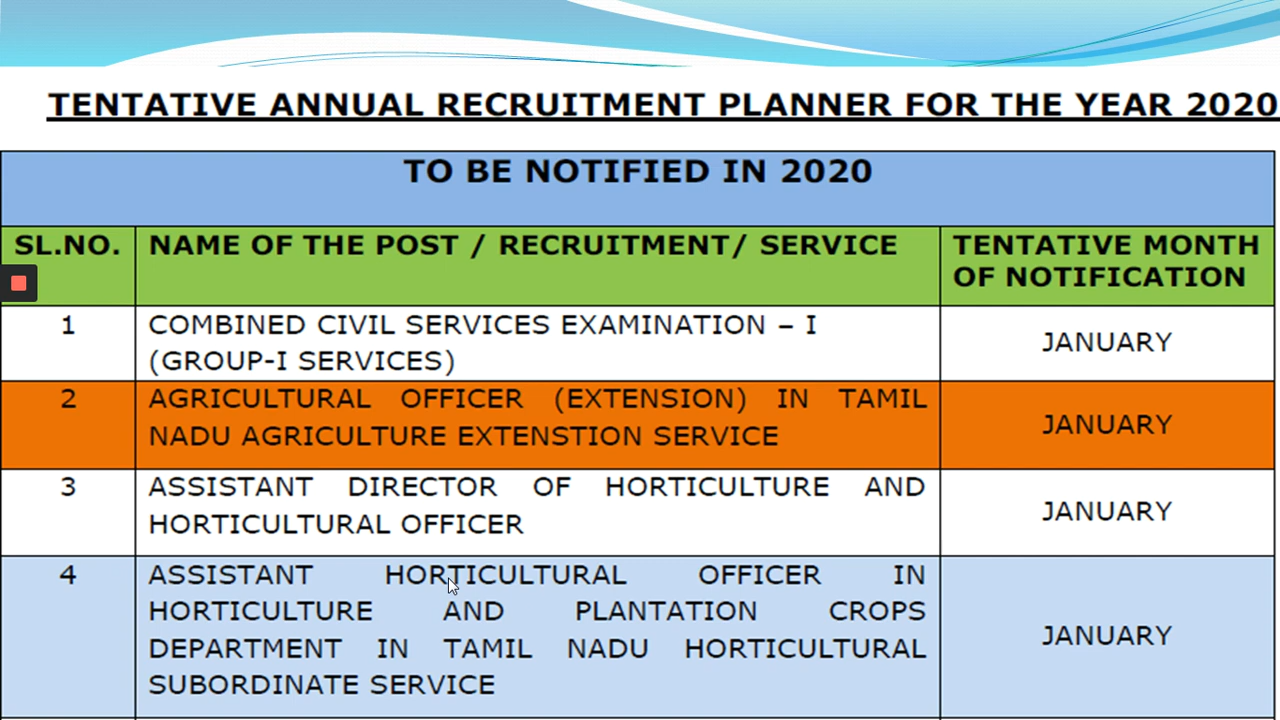 TENTATIVE ANNUAL RECRUITMENT PLANNER FOR THE YEAR 2020
TO BE NOTIFIED IN 2020
SL.NO. NAME OF THE POST / RECRUITMENT/ SERVICE TENTATIVE MONTH
OF NOTIFICATION
1 COMBINED CIVIL SERVICES EXAMINATION – I
(GROUP-I SERVICES)
JANUARY
2 AGRICULTURAL OFFICER (EXTENSION) IN TAMIL
NADU AGRICULTURE EXTENSTION SERVICE
JANUARY
3 ASSISTANT DIRECTOR OF HORTICULTURE AND
HORTICULTURAL OFFICER
JANUARY
4 ASSISTANT HORTICULTURAL OFFICER IN
HORTICULTURE AND PLANTATION CROPS
DEPARTMENT IN TAMIL NADU HORTICULTURAL
SUBORDINATE SERVICE
JANUARY